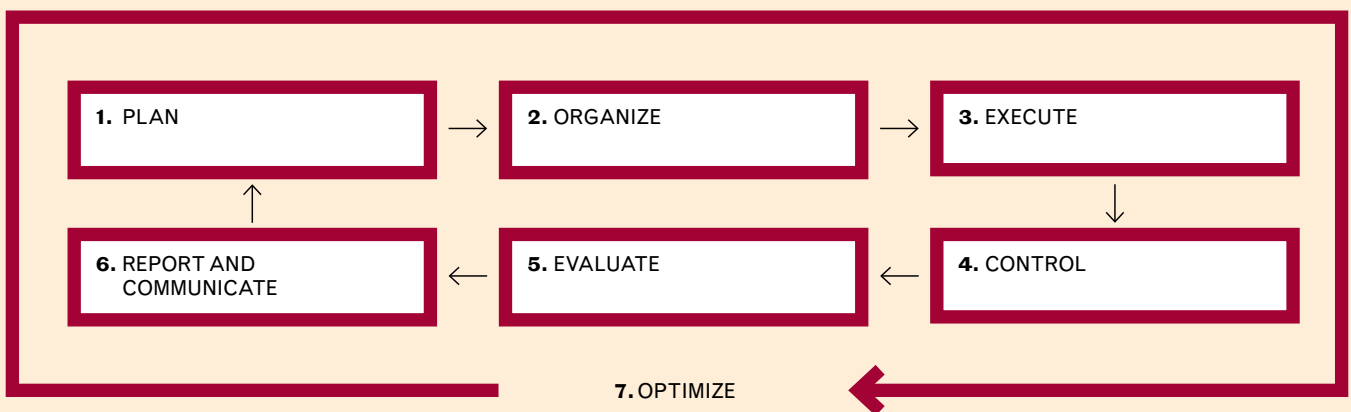 1. PLAN
2. ORGANIZE
3. EXECUTE
4. CONTROL
5. EVALUATE
6. REPORT AND
COMMUNICATE
7. OPTIMIZE